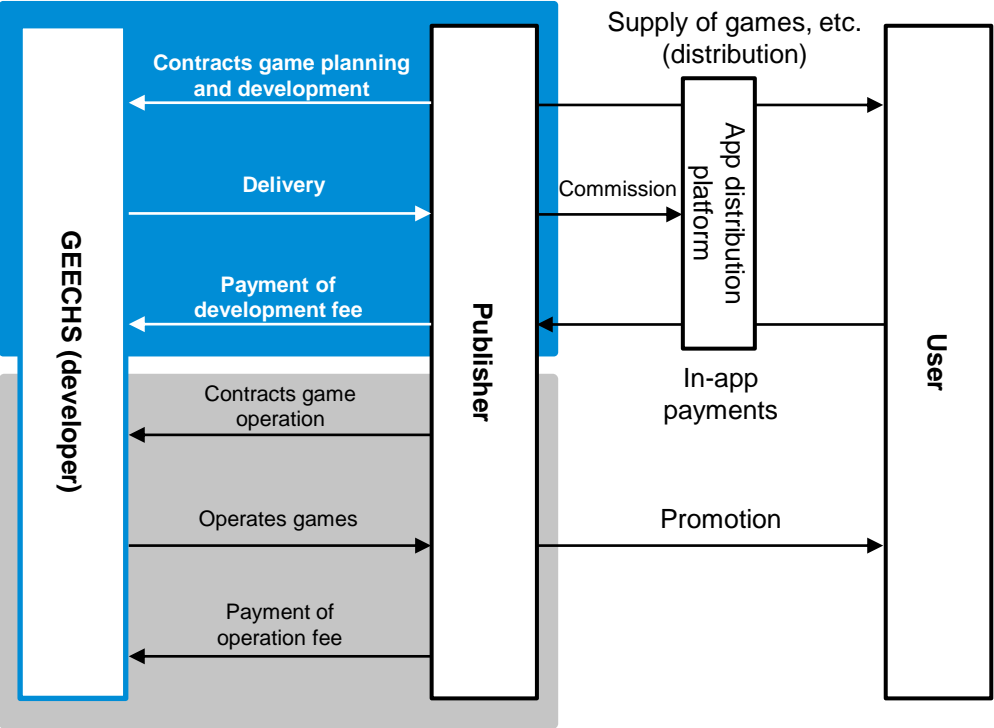 Supply of games, etc.
(distribution)
Contracts game planning
and development
Delivery
Commission
App distribution
platform
Payment of
development fee
GEECHS (developer)
Publisher
User
In-app
payments
Contracts game
operation
Operates games
Promotion
Payment of
operation fee